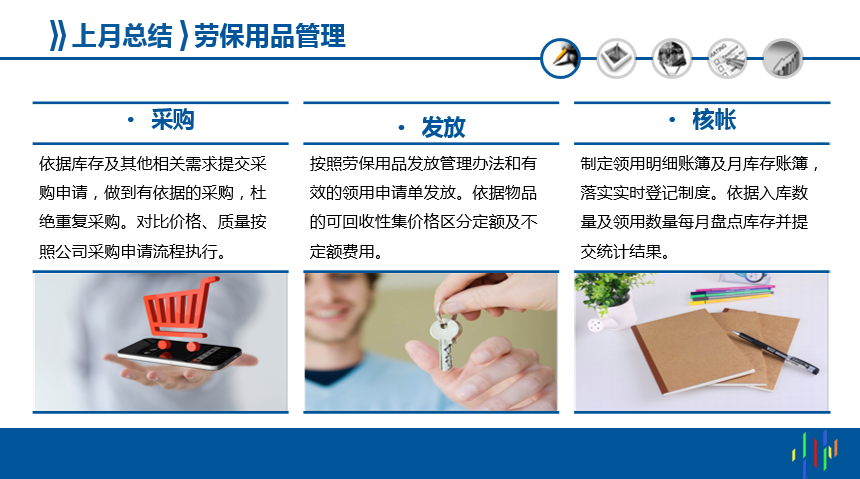 上月总结 》劳保用品管理
RATING
• 采购
依据库存及其他相关需求提交采
购申请，做到有依据的采购，杜
绝重复采购。对比价格、质量按
照公司采购申请流程执行。
• 发放
按照劳保用品发放管理办法和有
效的领用申请单发放。依据物品
的可回收性集价格区分定额及不
定额费用。
• 核帐
制定领用明细账簿及月库存账簿，
落实实时登记制度。依据入库数
量及领用数量每月盘点库存并提
交统计结果。